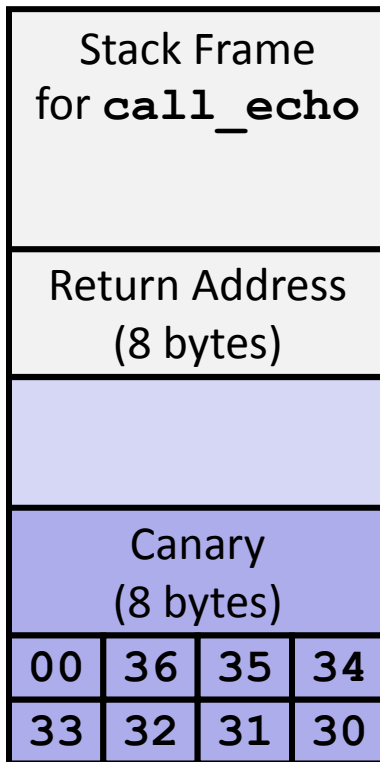 Stack Frame
for call_echo
Return Address
(8 bytes)
Canary
(8 bytes)
00 36 35 34
33 32 31 30